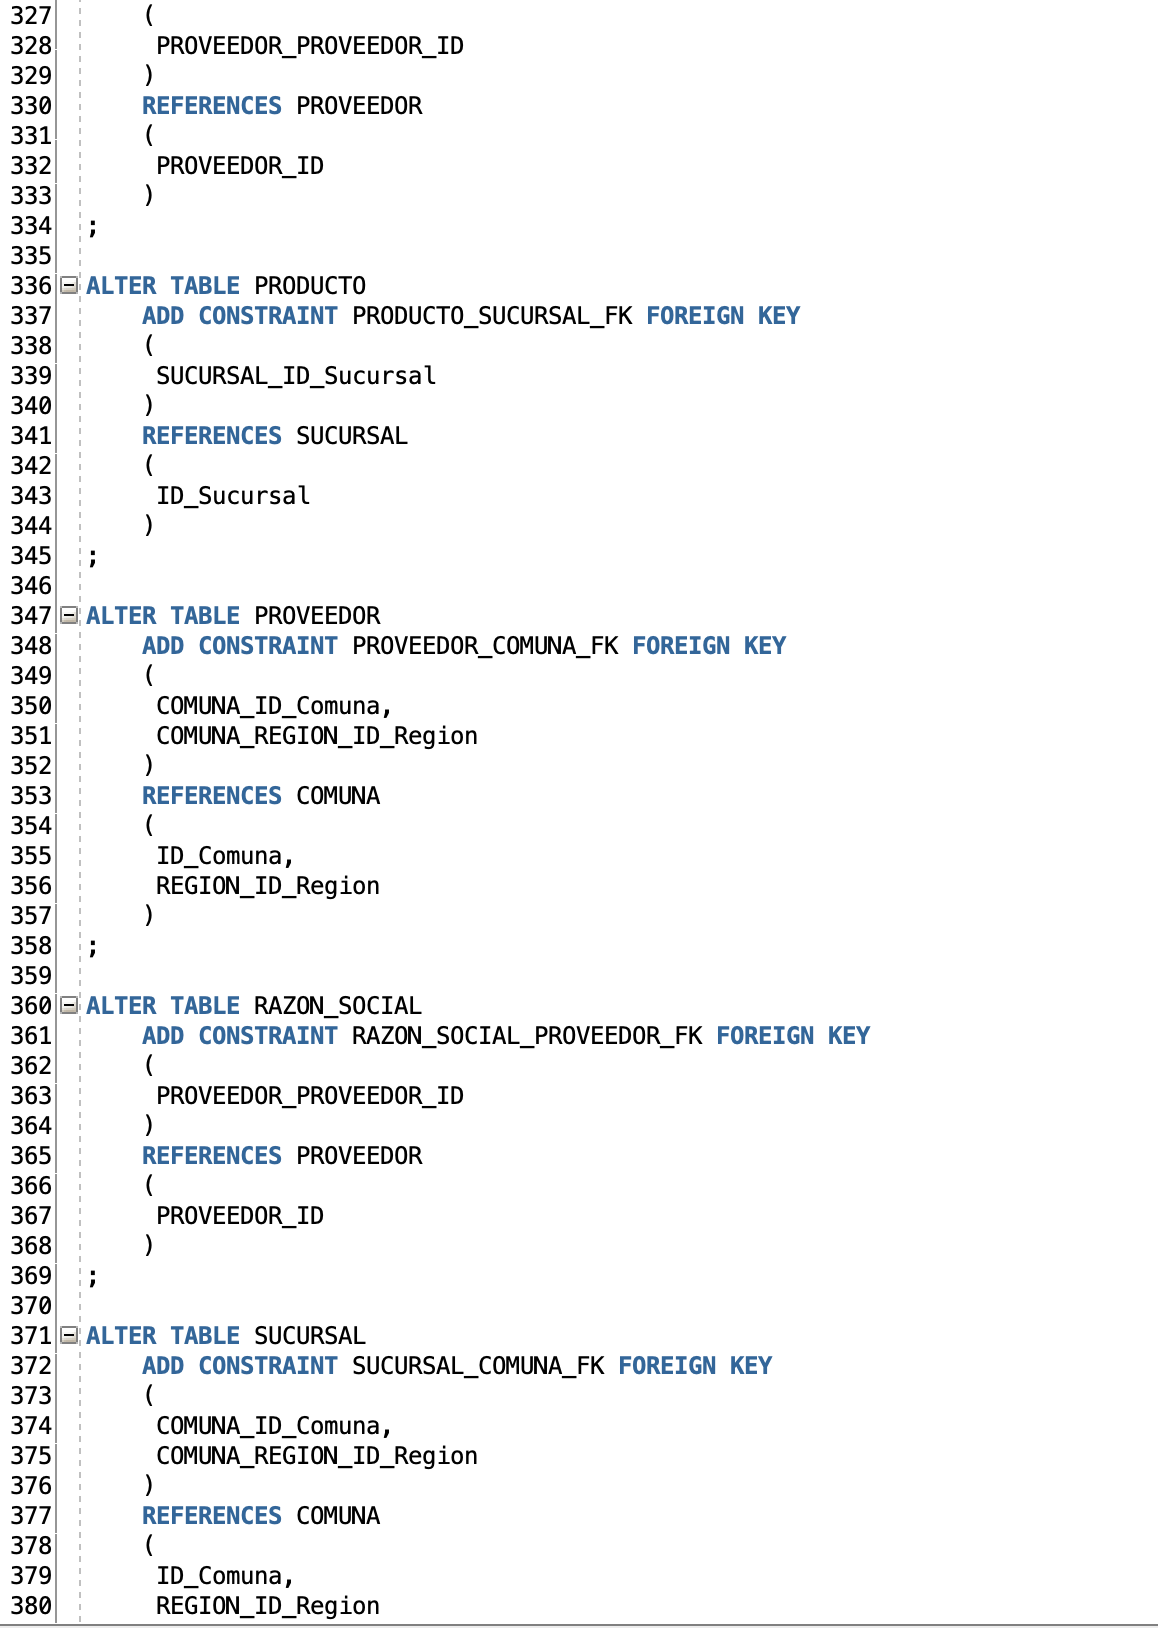 327 (
328 PROVEEDOR_PROVEEDOR_ID
329 )
330 REFERENCES PROVEEDOR
331 (
332 PROVEEDOR_ID
333 )
334 ;
335
336 ALTER TABLE PRODUCTO
337 ADD CONSTRAINT PRODUCTO_SUCURSAL_FK FOREIGN KEY
338 (
339 SUCURSAL_ID_Sucursal
340 )
341 REFERENCES SUCURSAL
342 (
343 ID_Sucursal
344 )
345 ;
346
347 ALTER TABLE PROVEEDOR
348 ADD CONSTRAINT PROVEEDOR_COMUNA_FK FOREIGN KEY
349 (
350 COMUNA_ID_Comuna,
351 COMUNA_REGION_ID_Region
352 )
353 REFERENCES COMUNA
354 (
355 ID_Comuna,
356 REGION_ID_Region
357 )
358 ;
359
360 ALTER TABLE RAZON_SOCIAL
361 ADD CONSTRAINT RAZON_SOCIAL_PROVEEDOR_FK FOREIGN KEY
362 (
363 PROVEEDOR_PROVEEDOR_ID
364 )
365 REFERENCES PROVEEDOR
366 (
367 PROVEEDOR_ID
368 )
369 ;
370
371 ALTER TABLE SUCURSAL
372 ADD CONSTRAINT SUCURSAL_COMUNA_FK FOREIGN KEY
373 (
374 COMUNA_ID_Comuna,
375 COMUNA_REGION_ID_Region
376 )
377 REFERENCES COMUNA
378 (
379 ID_Comuna,
380 REGION_ID_Region